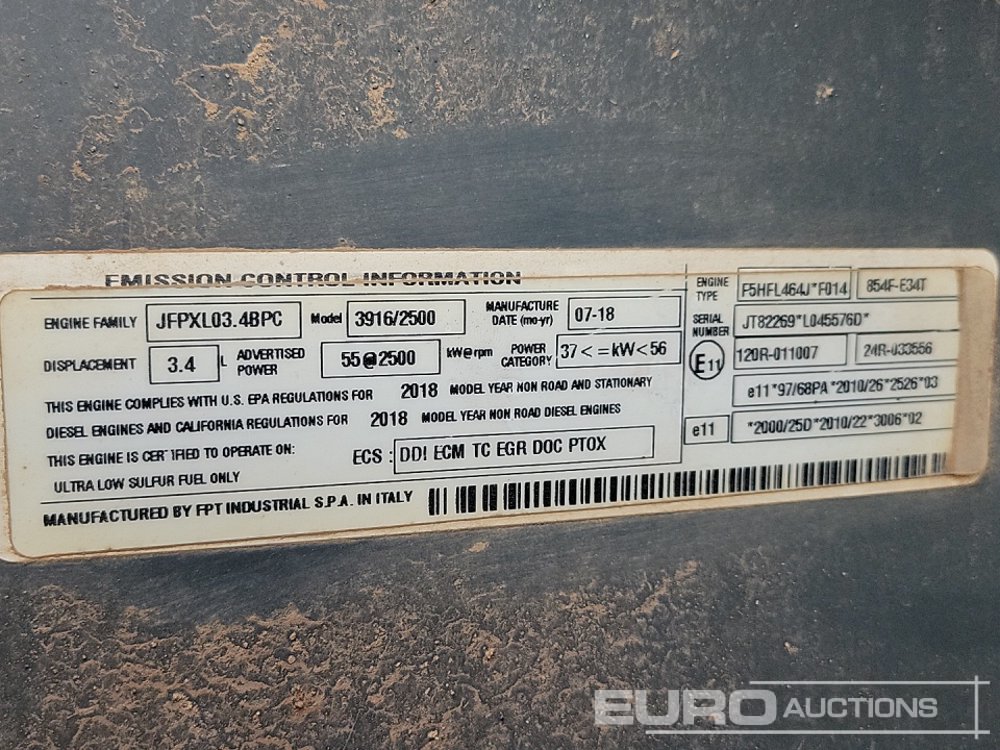 EMISSION CONTROL INFORMATION
ENGINE FAMILY JFPXL03.4BPC Model 3916/2500 MANUFACTURE DATE (mo-yr) 07-18
DISPLACEMENT 3.4 L ADVERTISED POWER 55@2500 kW@rpm POWER CATEGORY 37<=kW<56
THIS ENGINE COMPLIES WITH U.S. EPA REGULATIONS FOR 2018 MODEL YEAR NON ROAD AND STATIONARY
DIESEL ENGINES AND CALIFORNIA REGULATIONS FOR 2018 MODEL YEAR NON ROAD DIESEL ENGINES
THIS ENGINE IS CERTIFIED TO OPERATE ON: ECS : DDI ECM TC EGR DOC PTOX
ULTRA LOW SULFUR FUEL ONLY
MANUFACTURED BY FPT INDUSTRIAL S.P.A. IN ITALY
ENGINE TYPE F5HFL464J*F014 854F-E34T
SERIAL NUMBER JT82269*L045576D*
E11 120R-011007 24R-033556
e11*97/68PA*2010/26*2526*03
e11 *2000/25D*2010/22*3006*02
EURO AUCTIONS